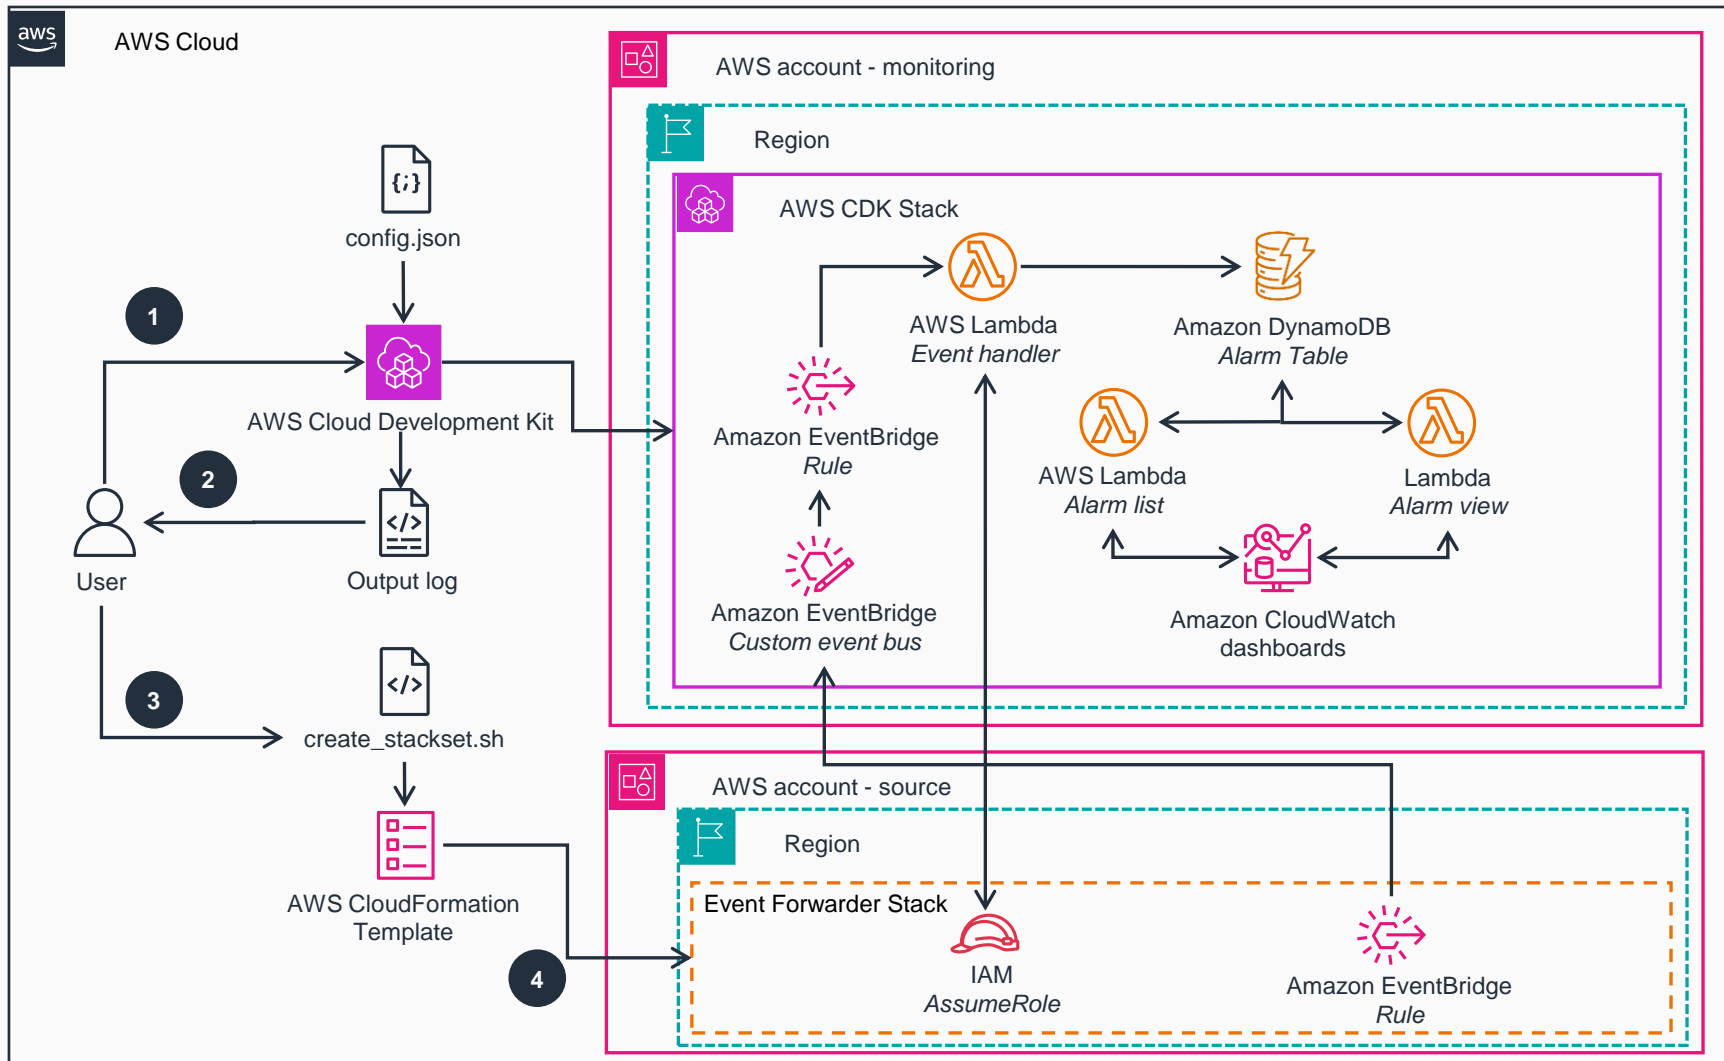 aws
AWS Cloud
AWS account - monitoring
Region
AWS CDK Stack
{;}
config.json
1
AWS Cloud Development Kit
2
</>
User
Output log
3
</>
create_stackset.sh
AWS CloudFormation
Template
4
AWS Lambda
Event handler
Amazon DynamoDB
Alarm Table
Amazon EventBridge
Rule
AWS Lambda
Alarm list
Lambda
Alarm view
Amazon EventBridge
Custom event bus
Amazon CloudWatch
dashboards
AWS account - source
Region
Event Forwarder Stack
IAM
AssumeRole
Amazon EventBridge
Rule